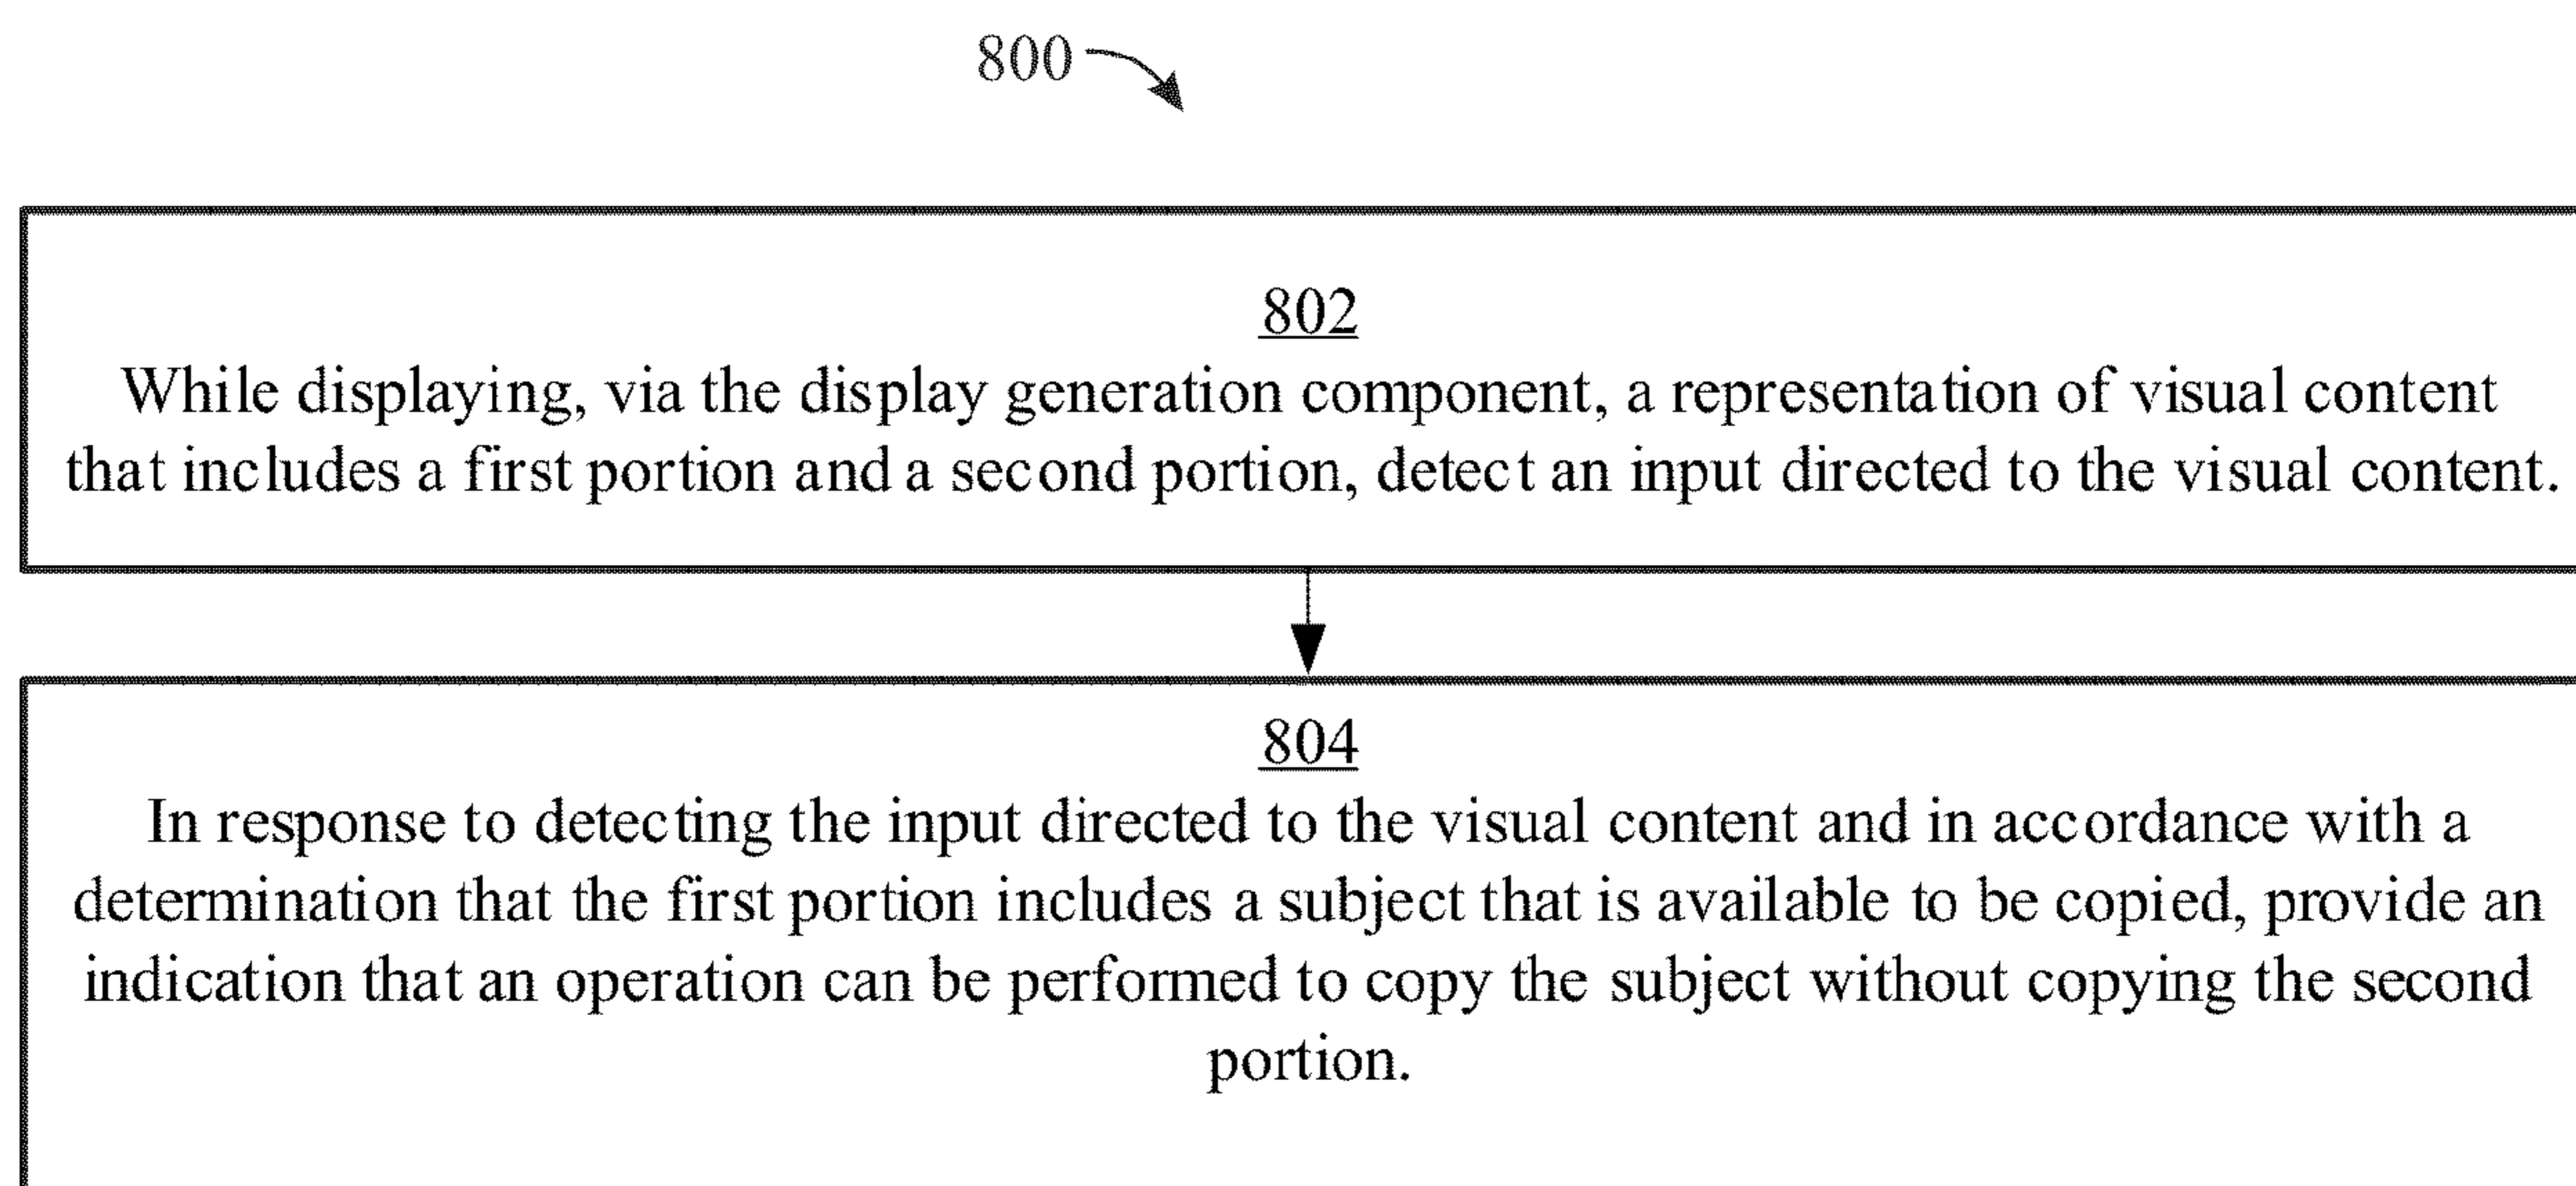 800
802
While displaying, via the display generation component, a representation of visual content
that includes a first portion and a second portion, detect an input directed to the visual content.
804
In response to detecting the input directed to the visual content and in accordance with a
determination that the first portion includes a subject that is available to be copied, provide an
indication that an operation can be performed to copy the subject without copying the second
portion.